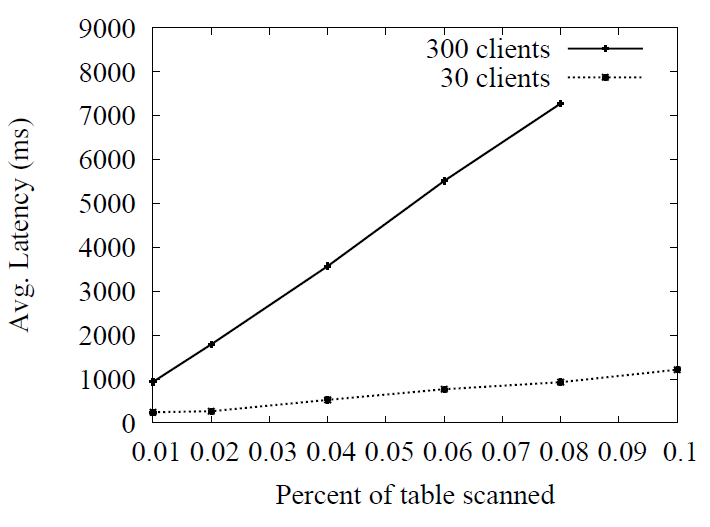 9000
8000
7000
6000
5000
4000
3000
2000
1000
0
Avg. Latency (ms)
300 clients
30 clients
0.01 0.02 0.03 0.04 0.05 0.06 0.07 0.08 0.09 0.1
Percent of table scanned